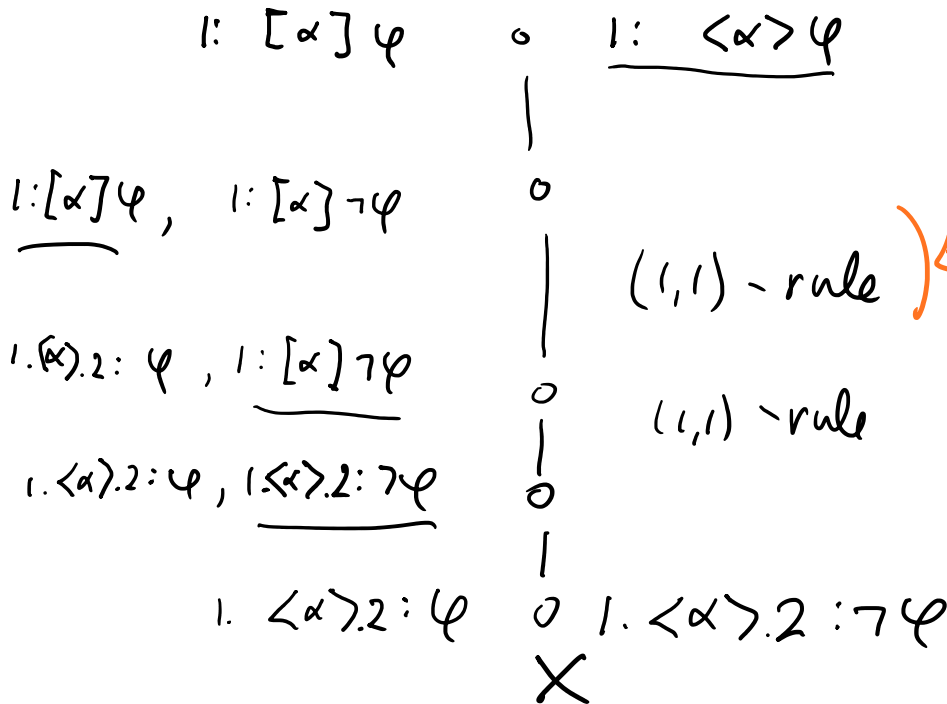 1: [α]φ o 1: <α>φ
1:[α]φ, 1:[α]¬φ o
(1,1) - rule
1.<α>.2: φ, 1:[α]¬φ o
(1,1) - rule
1.<α>.2:φ, 1.<α>.2:¬φ o
1. <α>.2:φ o 1.<α>.2:¬φ
X